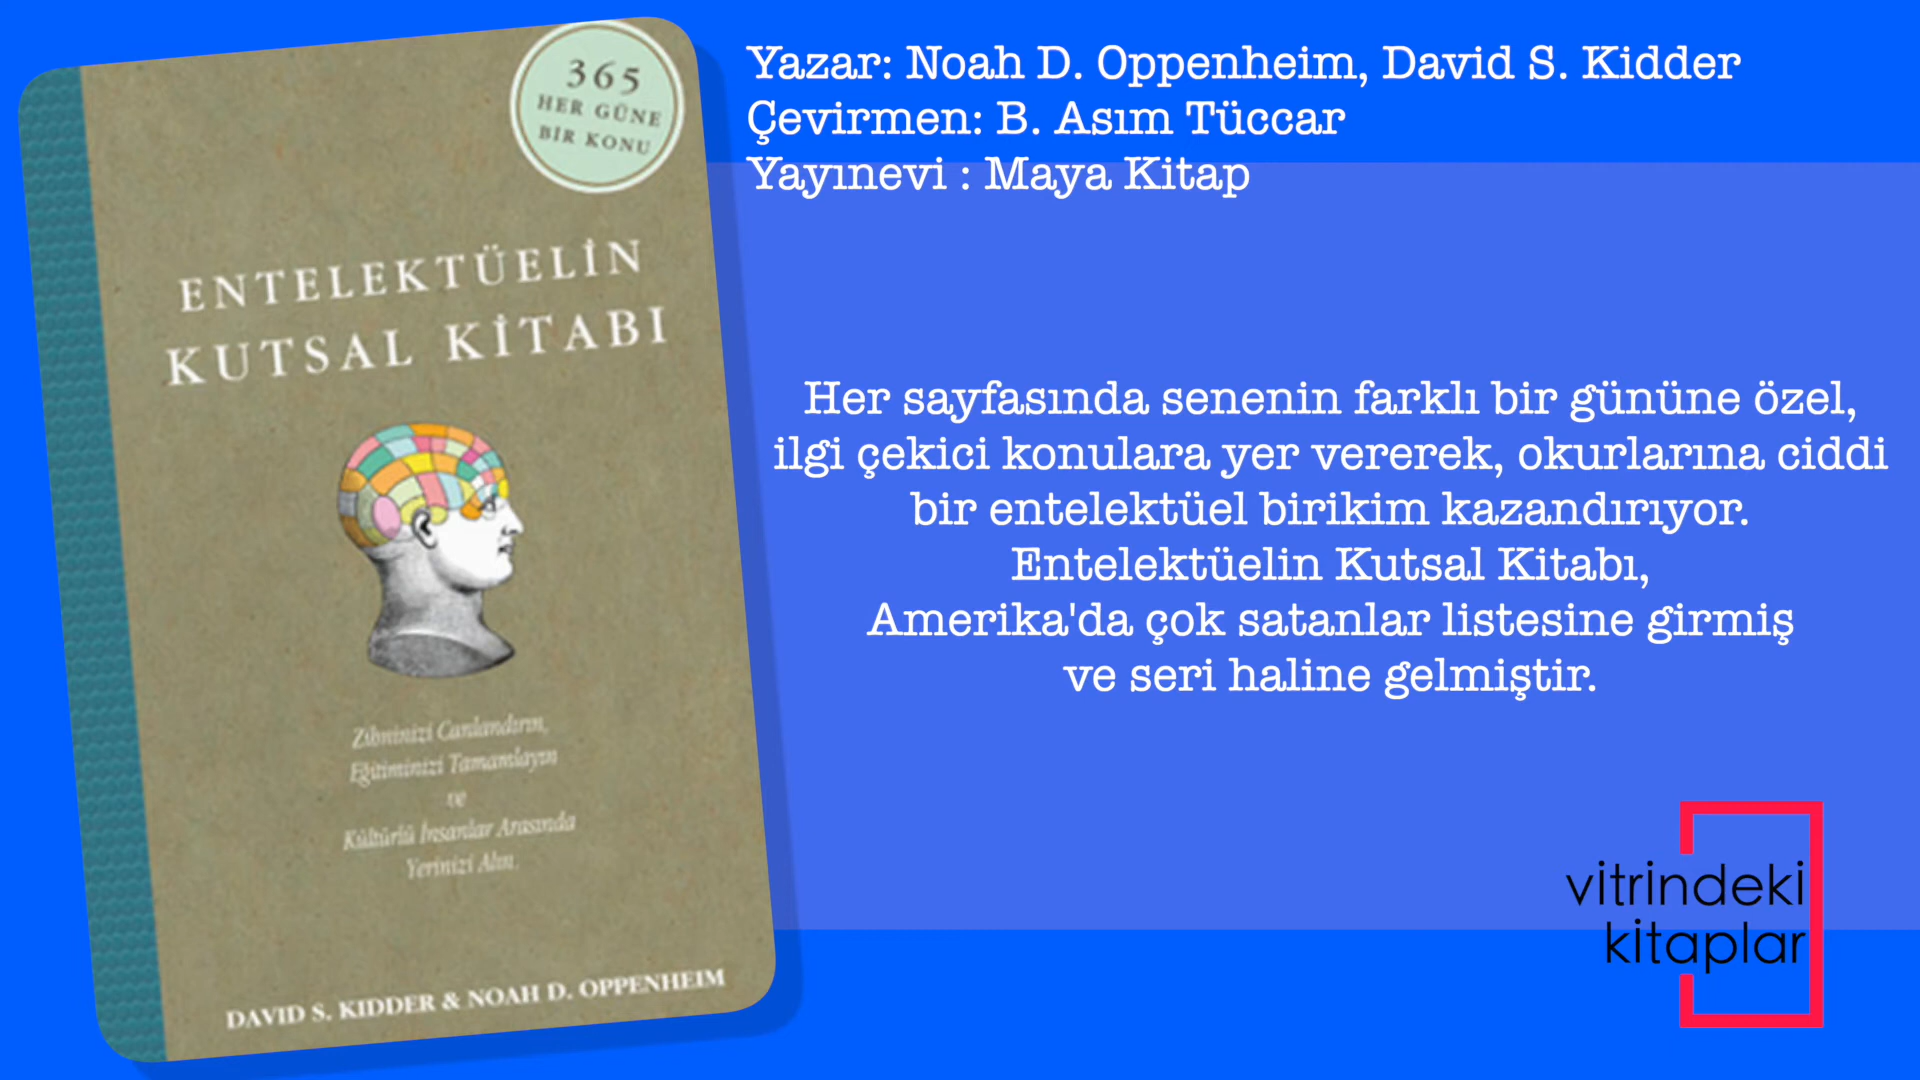 365
HER GÜNE
BİR KONU
ENTELEKTÜELİN
KUTSAL KİTABI
Zihninizi Canlandırın,
Eğitiminizi Tamamlayın
ve
Kültürlü İnsanlar Arasında
Yerinizi Alın.
DAVID S. KIDDER & NOAH D. OPPENHEIM
Yazar: Noah D. Oppenheim, David S. Kidder
Çevirmen: B. Asım Tüccar
Yayınevi : Maya Kitap
Her sayfasında senenin farklı bir gününe özel,
ilgi çekici konulara yer vererek, okurlarına ciddi
bir entelektüel birikim kazandırıyor.
Entelektüelin Kutsal Kitabı,
Amerika'da çok satanlar listesine girmiş
ve seri haline gelmiştir.
vitrindeki
kitaplar